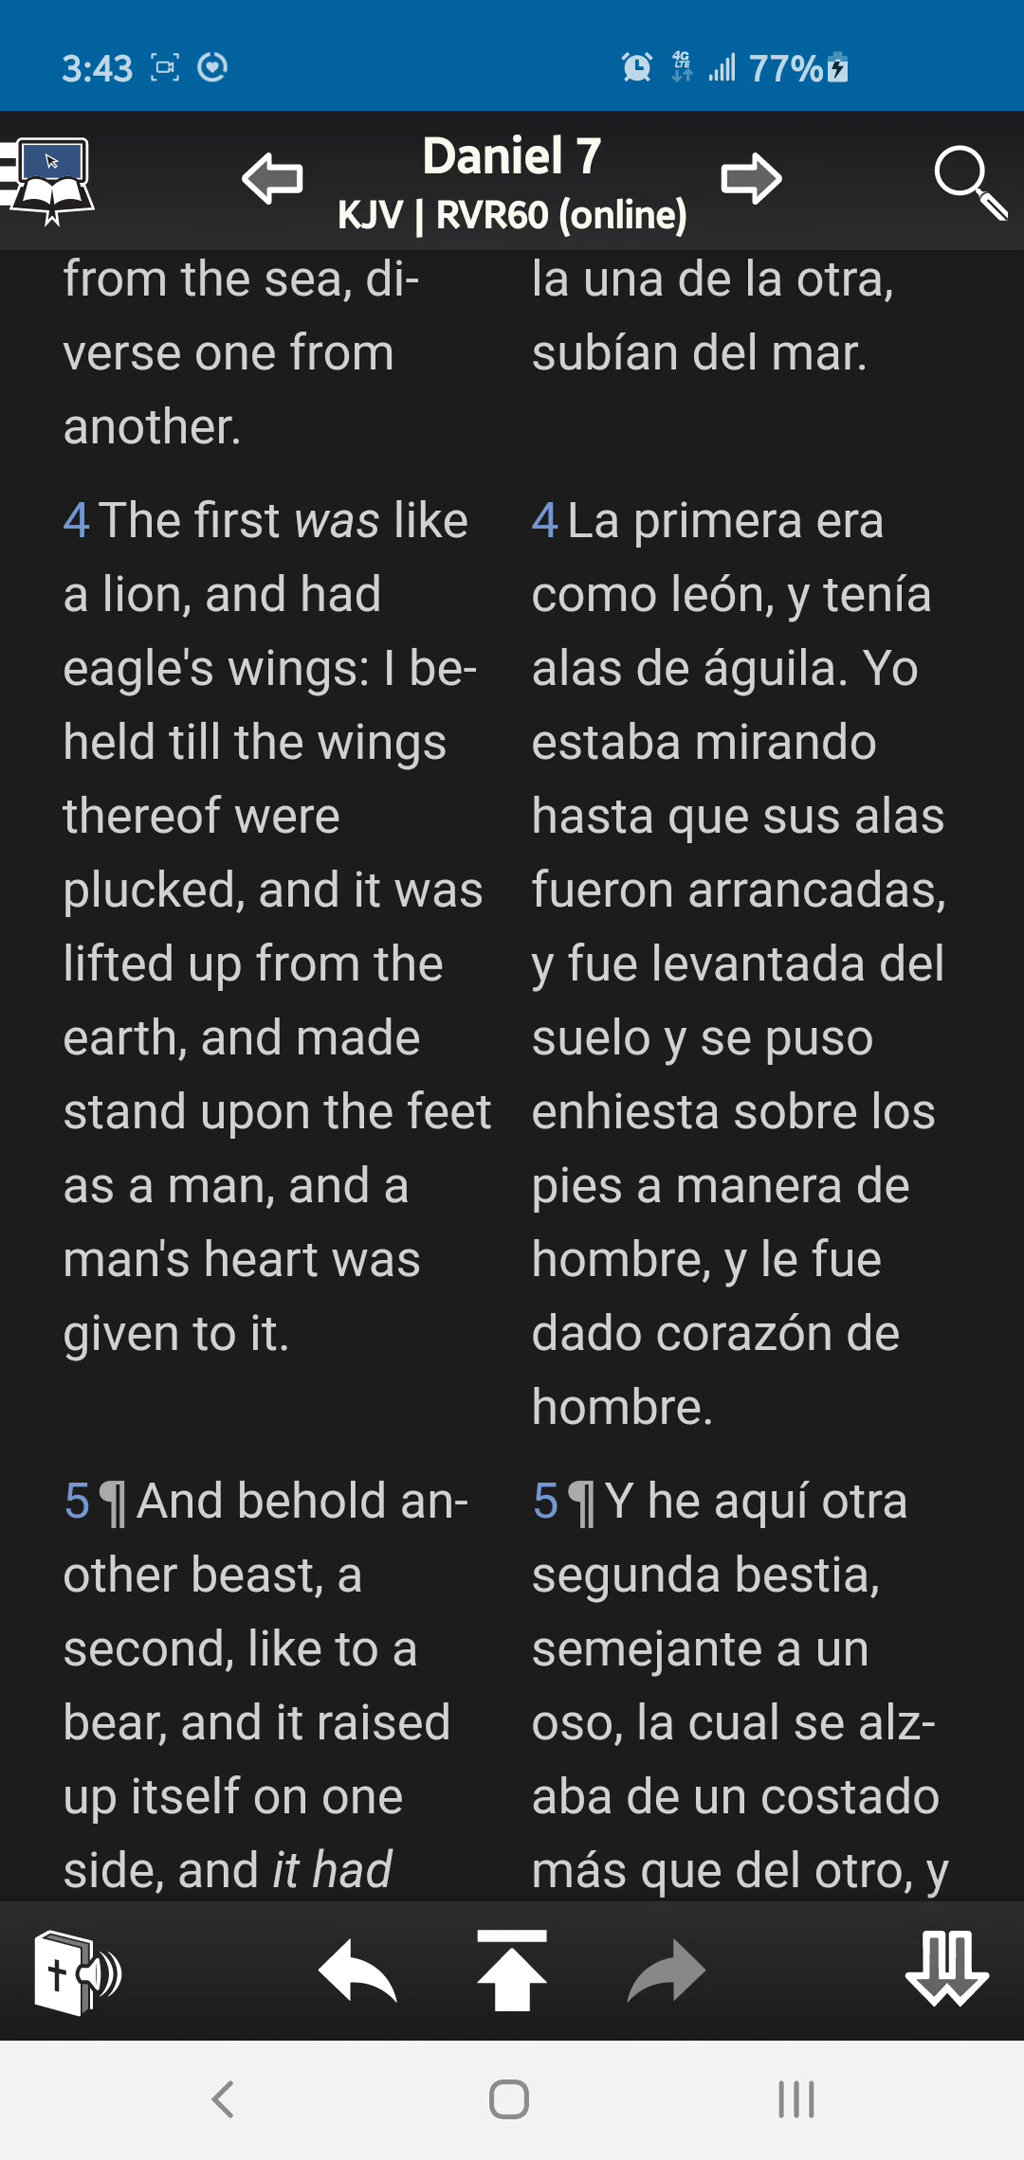 3:43
4G
LTE
77%
Daniel 7
KJV | RVR60 (online)
from the sea, di-
verse one from
another.
4 The first was like
a lion, and had
eagle's wings: I be-
held till the wings
thereof were
plucked, and it was
lifted up from the
earth, and made
stand upon the feet
as a man, and a
man's heart was
given to it.
5 ¶ And behold an-
other beast, a
second, like to a
bear, and it raised
up itself on one
side, and it had
la una de la otra,
subían del mar.
4 La primera era
como león, y tenía
alas de águila. Yo
estaba mirando
hasta que sus alas
fueron arrancadas,
y fue levantada del
suelo y se puso
enhiesta sobre los
pies a manera de
hombre, y le fue
dado corazón de
hombre.
5 ¶ Y he aquí otra
segunda bestia,
semejante a un
oso, la cual se alz-
aba de un costado
más que del otro, y